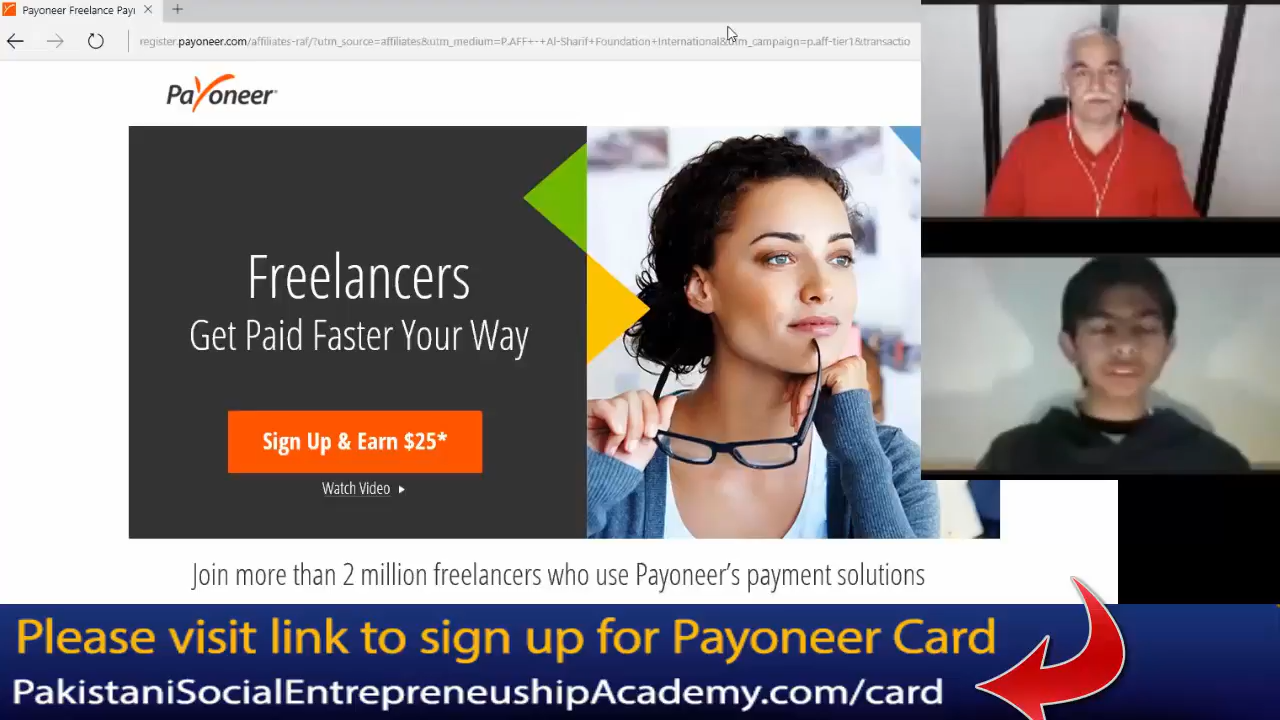 Payoneer Freelance Payı
register.payoneer.com/affiliates-raf/?utm_source=affiliates&utm_medium=P.AFF+-+Al-Sharif+Foundation+International&utm_campaign=p.aff-tier1&transactio
Payoneer
Freelancers
Get Paid Faster Your Way
Sign Up & Earn $25*
Watch Video
Join more than 2 million freelancers who use Payoneer's payment solutions
Please visit link to sign up for Payoneer Card
PakistaniSocialEntrepreneushipAcademy.com/card